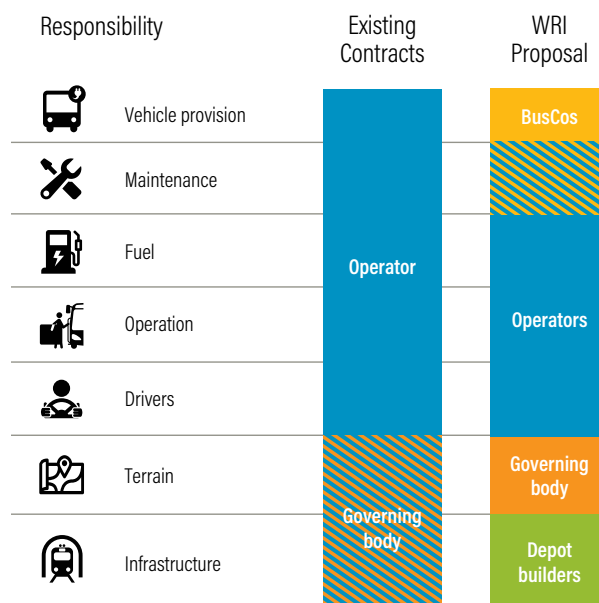 Responsibility
Existing
Contracts
WRI
Proposal
Vehicle provision
BusCos
Maintenance
Fuel
Operator
Operation
Operators
Drivers
Terrain
Governing
body
Governing
body
Infrastructure
Depot
builders